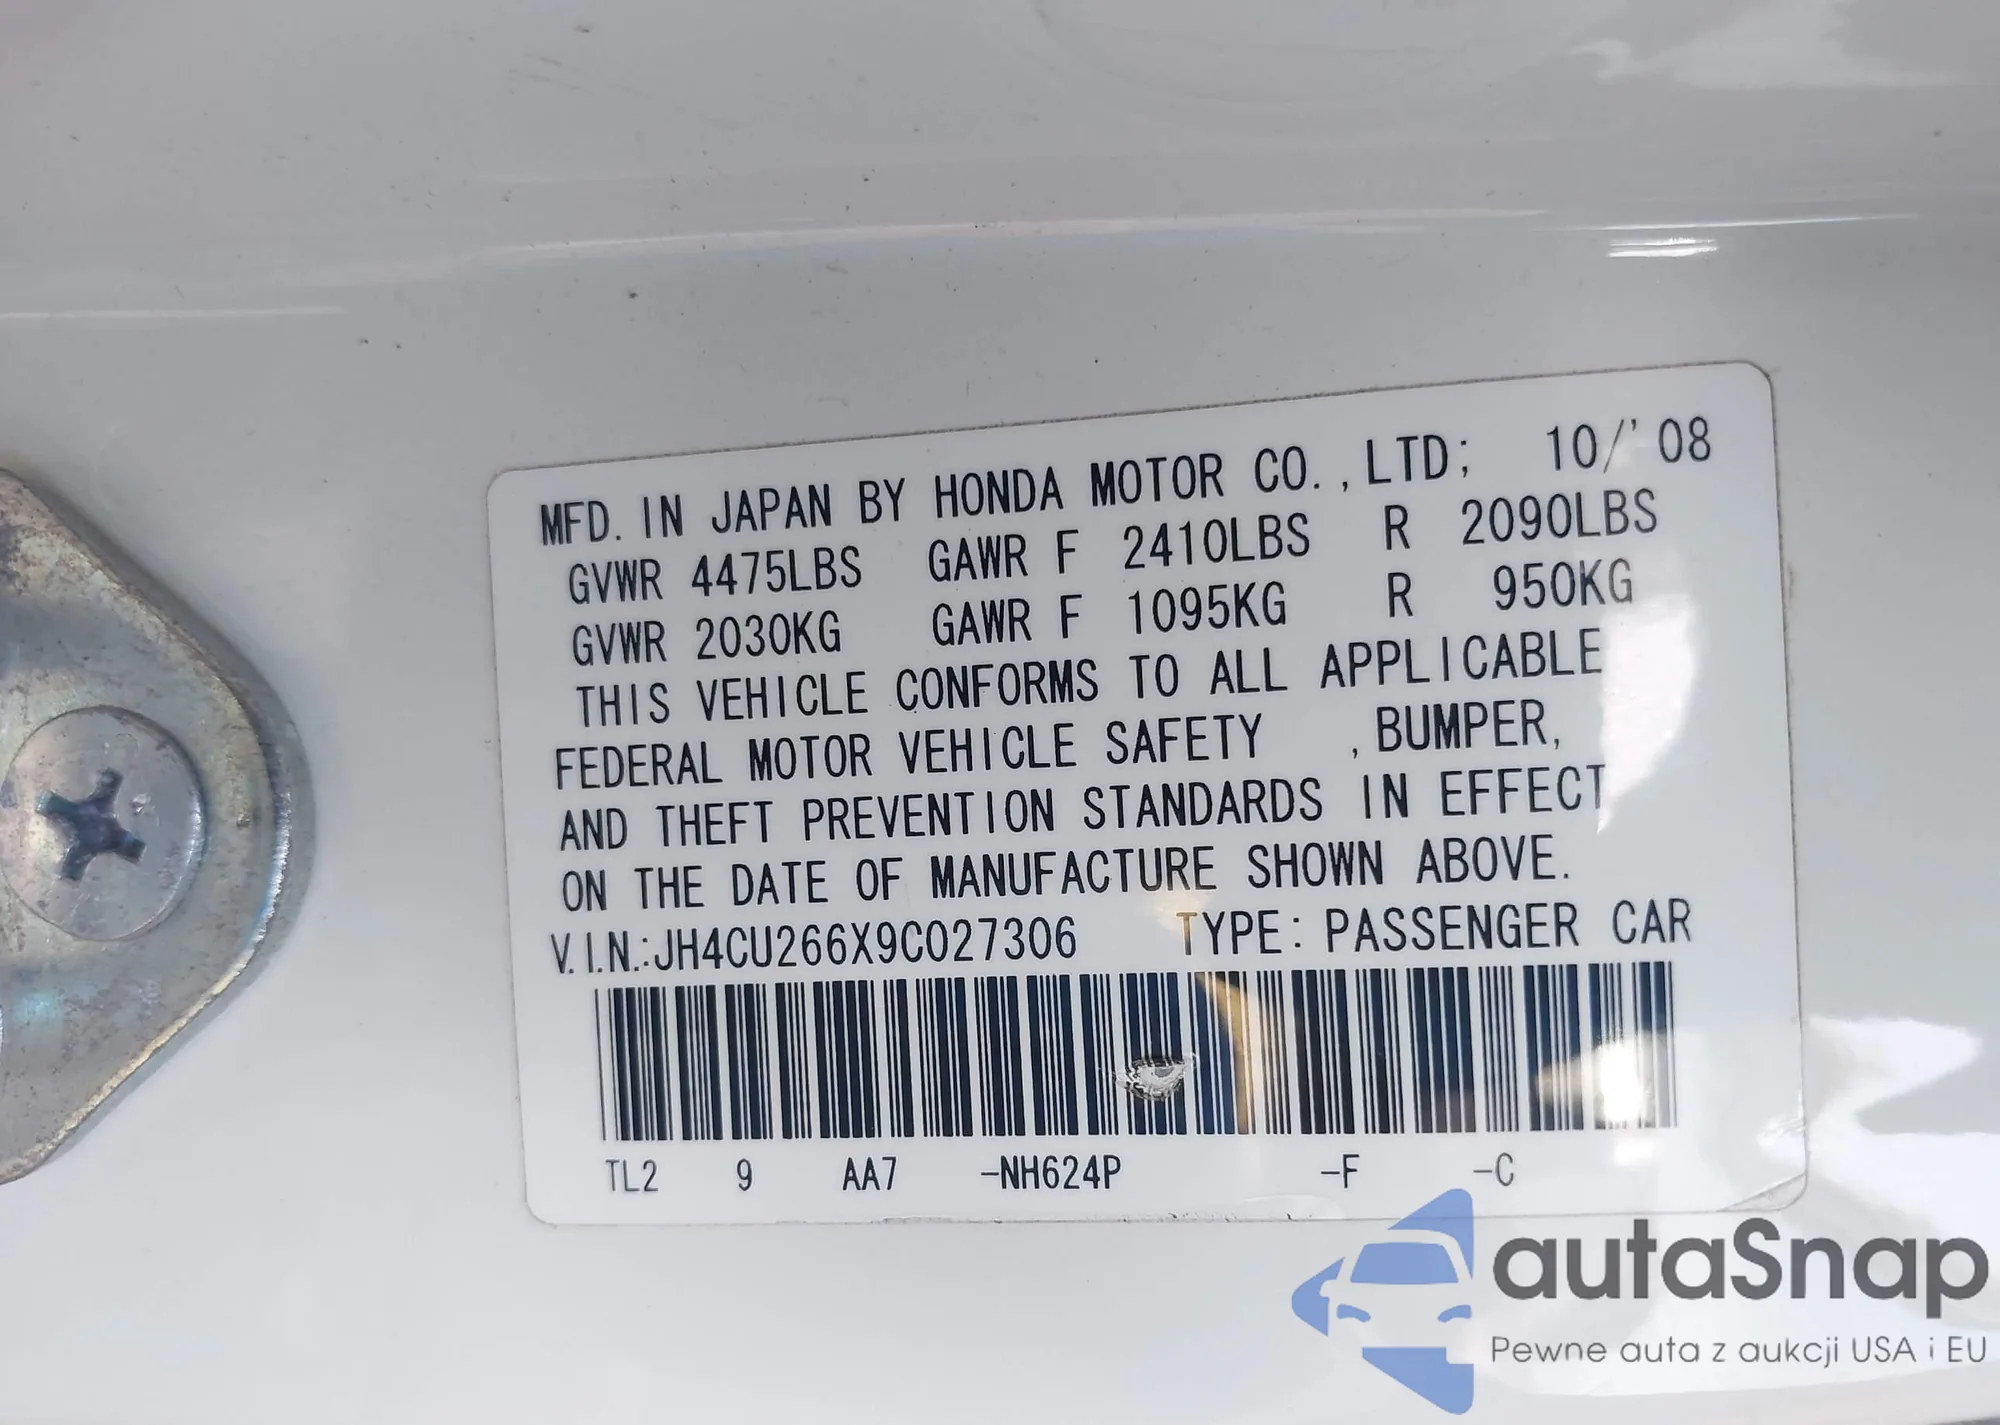 MFD. IN JAPAN BY HONDA MOTOR CO.,LTD; 10/'08
GVWR 4475LBS GAWR F 2410LBS R 2090LBS
GVWR 2030KG GAWR F 1095KG R 950KG
THIS VEHICLE CONFORMS TO ALL APPLICABLE
FEDERAL MOTOR VEHICLE SAFETY ,BUMPER,
AND THEFT PREVENTION STANDARDS IN EFFECT
ON THE DATE OF MANUFACTURE SHOWN ABOVE.
V.I.N.:JH4CU266X9C027306 TYPE: PASSENGER CAR
TL2 9 AA7 -NH624P -F -C
autaSnap
Pewne auta z aukcji USA i EU